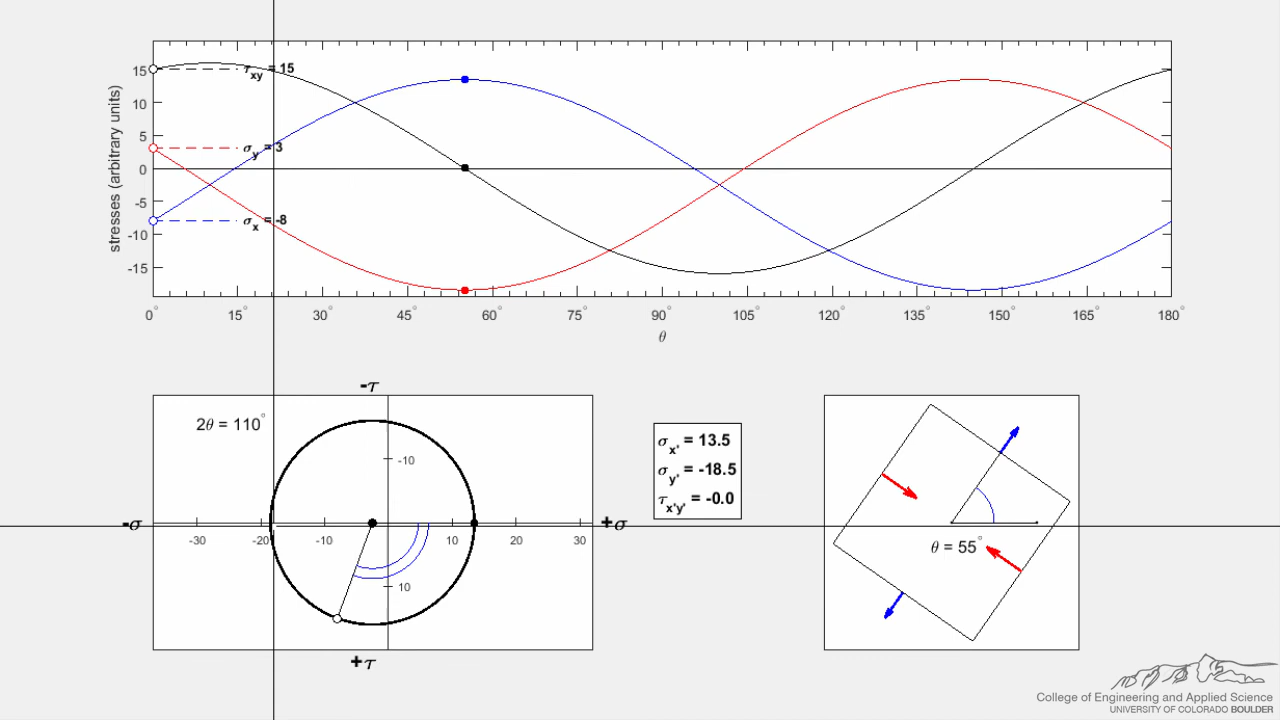 15
10
5
0
-5
-10
-15
stresses (arbitrary units)
τxy = 15
σy = 3
σx = -8
0° 15° 30° 45° 60° 75° 90° 105° 120° 135° 150° 165° 180°
θ
-τ
2θ = 110°
-10
-σ
+σ
-30 -20 -10 10 20 30
10
+τ
σx' = 13.5
σy' = -18.5
τx'y' = -0.0
θ = 55°
College of Engineering and Applied Science
UNIVERSITY OF COLORADO BOULDER